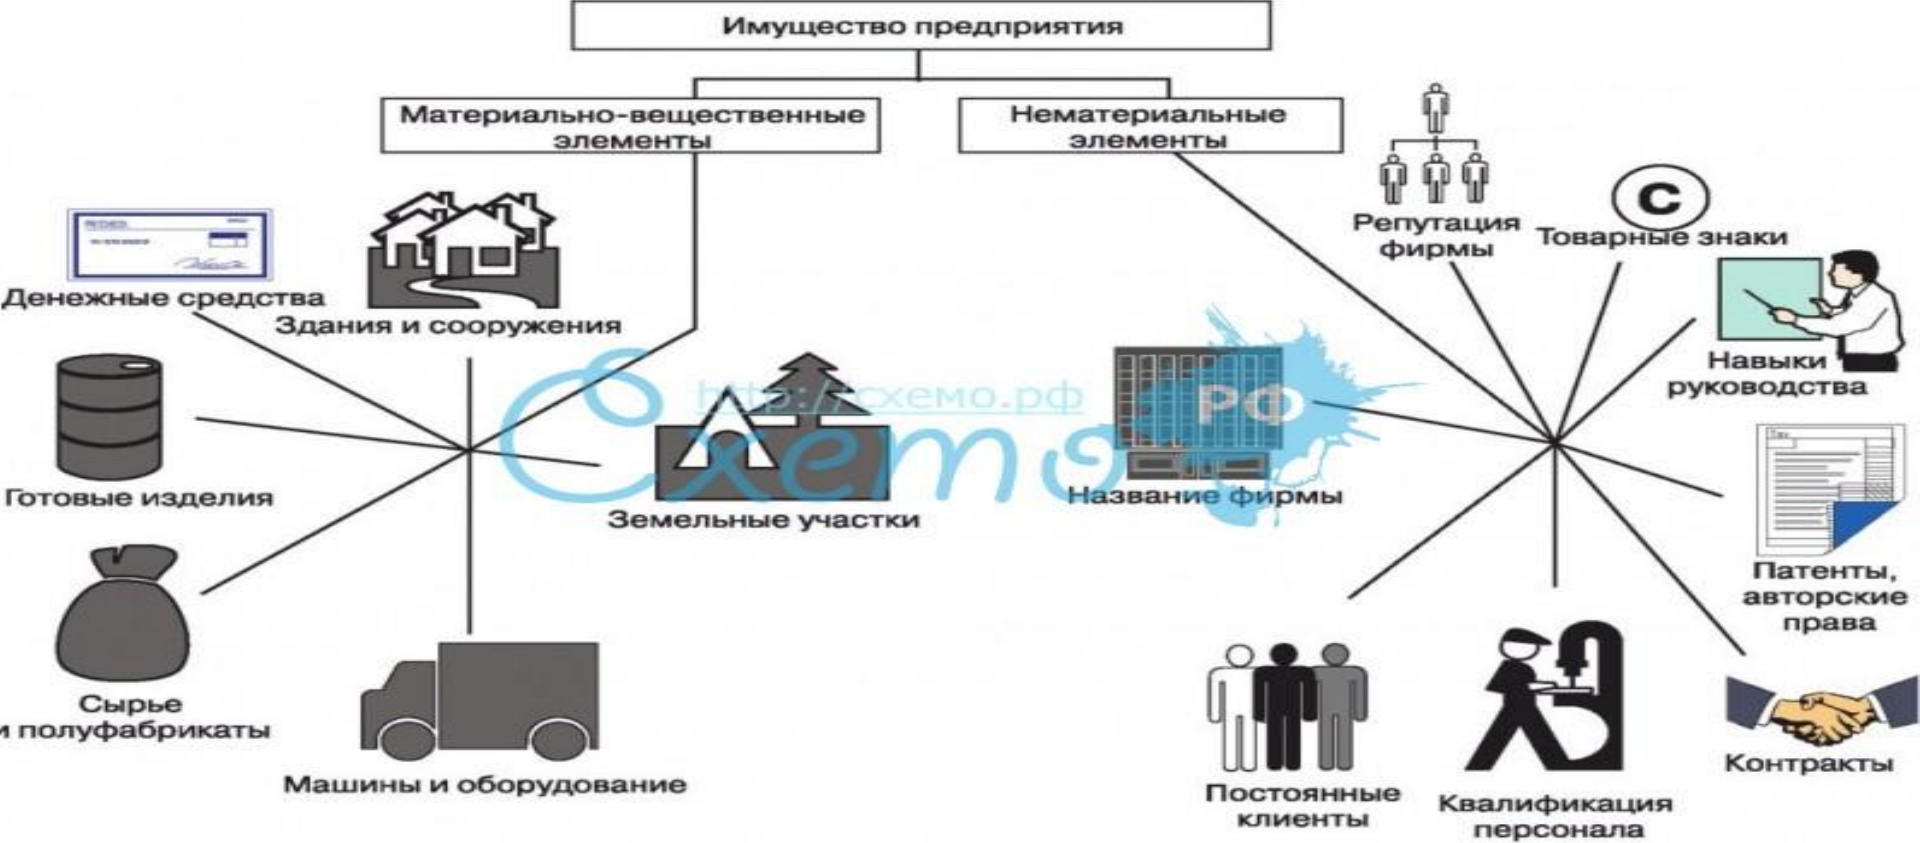 Имущество предприятия
Материально-вещественные
элементы
Нематериальные
элементы
Репутация
фирмы
C
Товарные знаки
Денежные средства
Здания и сооружения
Навыки
руководства
http://схемо.рф
РФ
Схемо
Готовые изделия
Название фирмы
Земельные участки
Патенты,
авторские
права
Сырье
и полуфабрикаты
Машины и оборудование
Контракты
Постоянные
клиенты
Квалификация
персонала